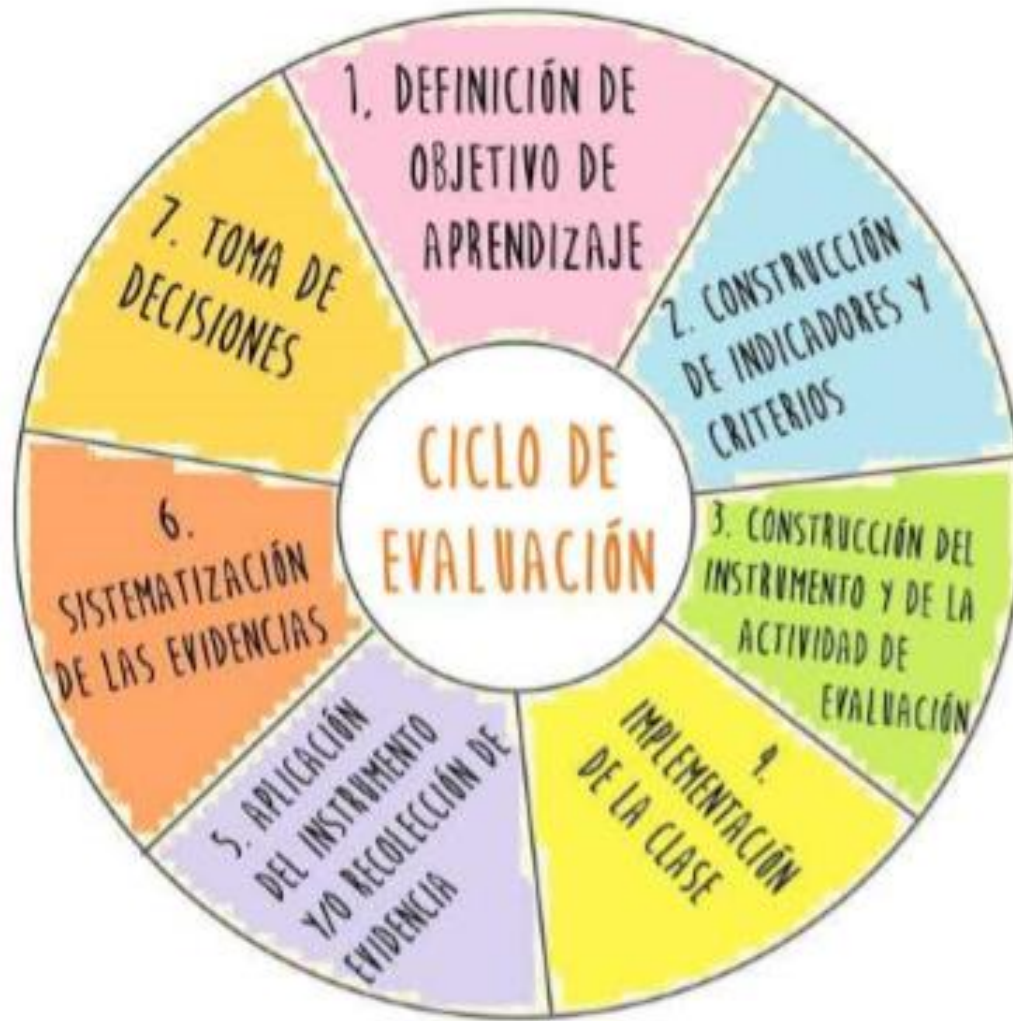 1. DEFINICIÓN DE
OBJETIVO DE
APRENDIZAJE
2. CONSTRUCCIÓN
DE INDICADORES Y
CRITERIOS
3. CONSTRUCCIÓN DEL
INSTRUMENTO Y DE LA
ACTIVIDAD DE
EVALUACIÓN
4.
IMPLEMENTACIÓN
DE LA CLASE
5. APLICACIÓN
DEL INSTRUMENTO
Y/O RECOLECCIÓN DE
EVIDENCIA
6.
SISTEMATIZACIÓN
DE LAS EVIDENCIAS
7. TOMA DE
DECISIONES
CICLO DE
EVALUACIÓN